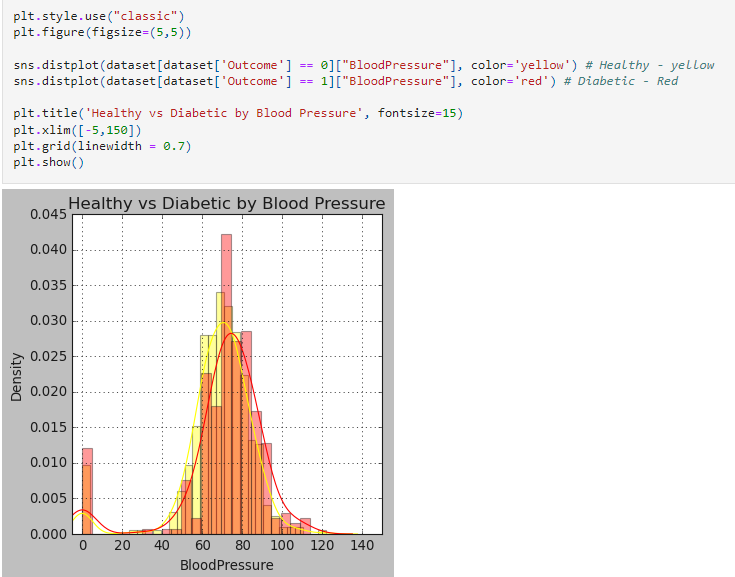 plt.style.use("classic")
plt.figure(figsize=(5,5))
sns.distplot(dataset[dataset['Outcome'] == 0]["BloodPressure"], color='yellow') # Healthy - yellow
sns.distplot(dataset[dataset['Outcome'] == 1]["BloodPressure"], color='red') # Diabetic - Red
plt.title('Healthy vs Diabetic by Blood Pressure', fontsize=15)
plt.xlim([-5,150])
plt.grid(linewidth = 0.7)
plt.show()
Healthy vs Diabetic by Blood Pressure
0.045
0.040
0.035
0.030
0.025
0.020
0.015
0.010
0.005
0.000
Density
0 20 40 60 80 100 120 140
BloodPressure